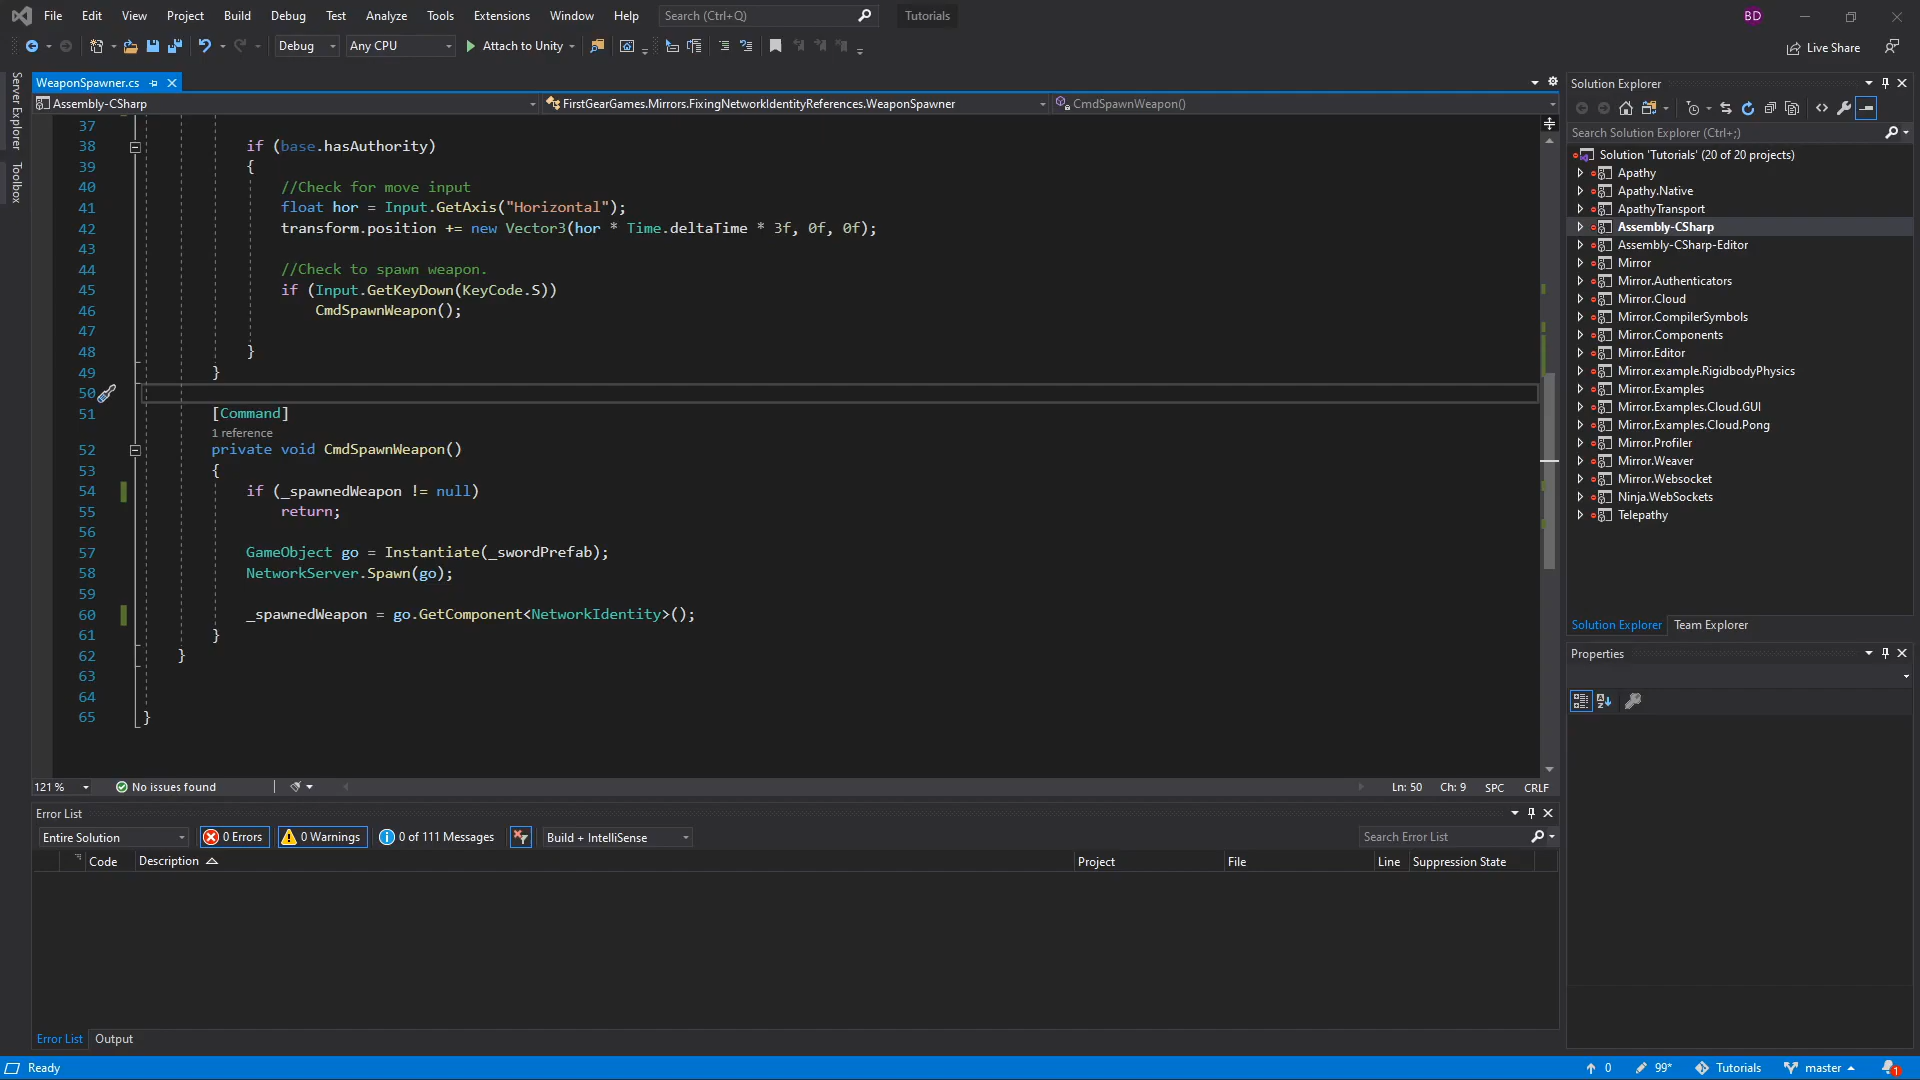 File Edit View Project Build Debug Test Analyze Tools Extensions Window Help Search (Ctrl+Q) Tutorials BD
Debug Any CPU Attach to Unity Live Share
Server Explorer
Toolbox
WeaponSpawner.cs
Assembly-CSharp FirstGearGames.Mirrors.FixingNetworkIdentityReferences.WeaponSpawner CmdSpawnWeapon()
37
38 if (base.hasAuthority)
39 {
40 //Check for move input
41 float hor = Input.GetAxis("Horizontal");
42 transform.position += new Vector3(hor * Time.deltaTime * 3f, 0f, 0f);
43
44 //Check to spawn weapon.
45 if (Input.GetKeyDown(KeyCode.S))
46 CmdSpawnWeapon();
47
48 }
49 }
50
51 [Command]
1 reference
52 private void CmdSpawnWeapon()
53 {
54 if (_spawnedWeapon != null)
55 return;
56
57 GameObject go = Instantiate(_swordPrefab);
58 NetworkServer.Spawn(go);
59
60 _spawnedWeapon = go.GetComponent<NetworkIdentity>();
61 }
62 }
63
64
65 }
121 % No issues found Ln: 50 Ch: 9 SPC CRLF
Error List
Entire Solution 0 Errors 0 Warnings 0 of 111 Messages Build + IntelliSense Search Error List
Code Description Project File Line Suppression State
Error List Output
Solution Explorer
Search Solution Explorer (Ctrl+;)
Solution 'Tutorials' (20 of 20 projects)
Apathy
Apathy.Native
ApathyTransport
Assembly-CSharp
Assembly-CSharp-Editor
Mirror
Mirror.Authenticators
Mirror.Cloud
Mirror.CompilerSymbols
Mirror.Components
Mirror.Editor
Mirror.example.RigidbodyPhysics
Mirror.Examples
Mirror.Examples.Cloud.GUI
Mirror.Examples.Cloud.Pong
Mirror.Profiler
Mirror.Weaver
Mirror.Websocket
Ninja.WebSockets
Telepathy
Solution Explorer Team Explorer
Properties
Ready 0 99* Tutorials master 1